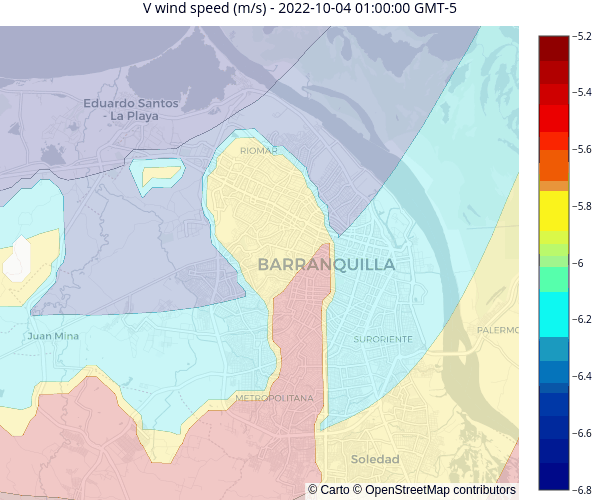 V wind speed (m/s) - 2022-10-04 01:00:00 GMT-5
−5.2
−5.4
−5.6
−5.8
−6
−6.2
−6.4
−6.6
−6.8
Eduardo Santos
- La Playa
RIOMAR
BARRANQUILLA
Juan Mina
SURORIENTE
PALERMO
METROPOLITANA
Soledad
© Carto © OpenStreetMap contributors